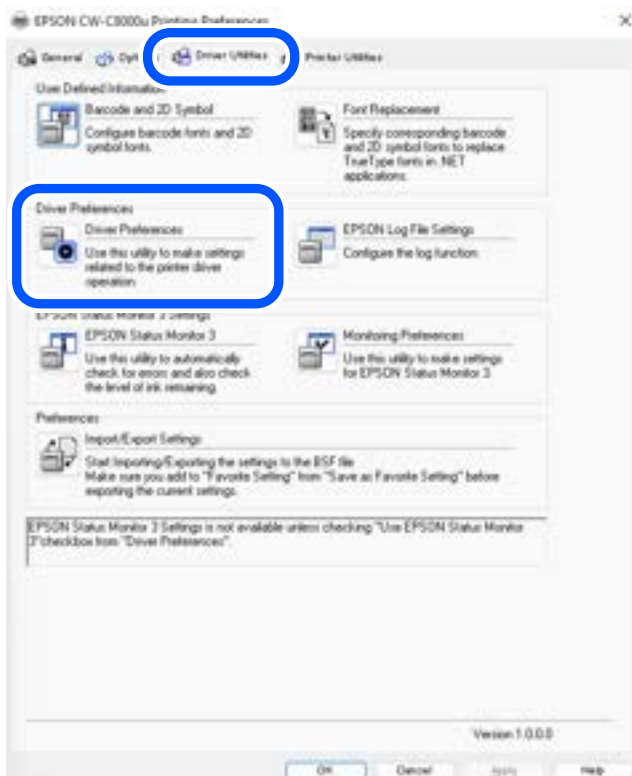 EPSON CW-C8000u Printing Preferences
General
Driver Utilities
Printer Utilities
User Defined Information
Barcode and 2D Symbol
Configure barcode fonts and 2D
symbol fonts.
Font Replacement
Specify corresponding barcode
and 2D symbol fonts to replace
TrueType fonts in .NET
applications.
Driver Preferences
Driver Preferences
Use this utility to make settings
related to the printer driver
operation
EPSON Log File Settings
Configure the log function.
EPSON Status Monitor 3 Settings
EPSON Status Monitor 3
Use this utility to automatically
check for errors and also check
the level of ink remaining.
Monitoring Preferences
Use this utility to make settings
for EPSON Status Monitor 3
Preferences
Import/Export Settings
Start Importing/Exporting the settings to the BSF file
Make sure you add to "Favorite Setting" from "Save as Favorite Setting" before
exporting the current settings.
EPSON Status Monitor 3 Settings is not available unless checking "Use EPSON Status Monitor
3"checkbox from "Driver Preferences".
Version 1.0.0.0
OK
Cancel
Apply
Help